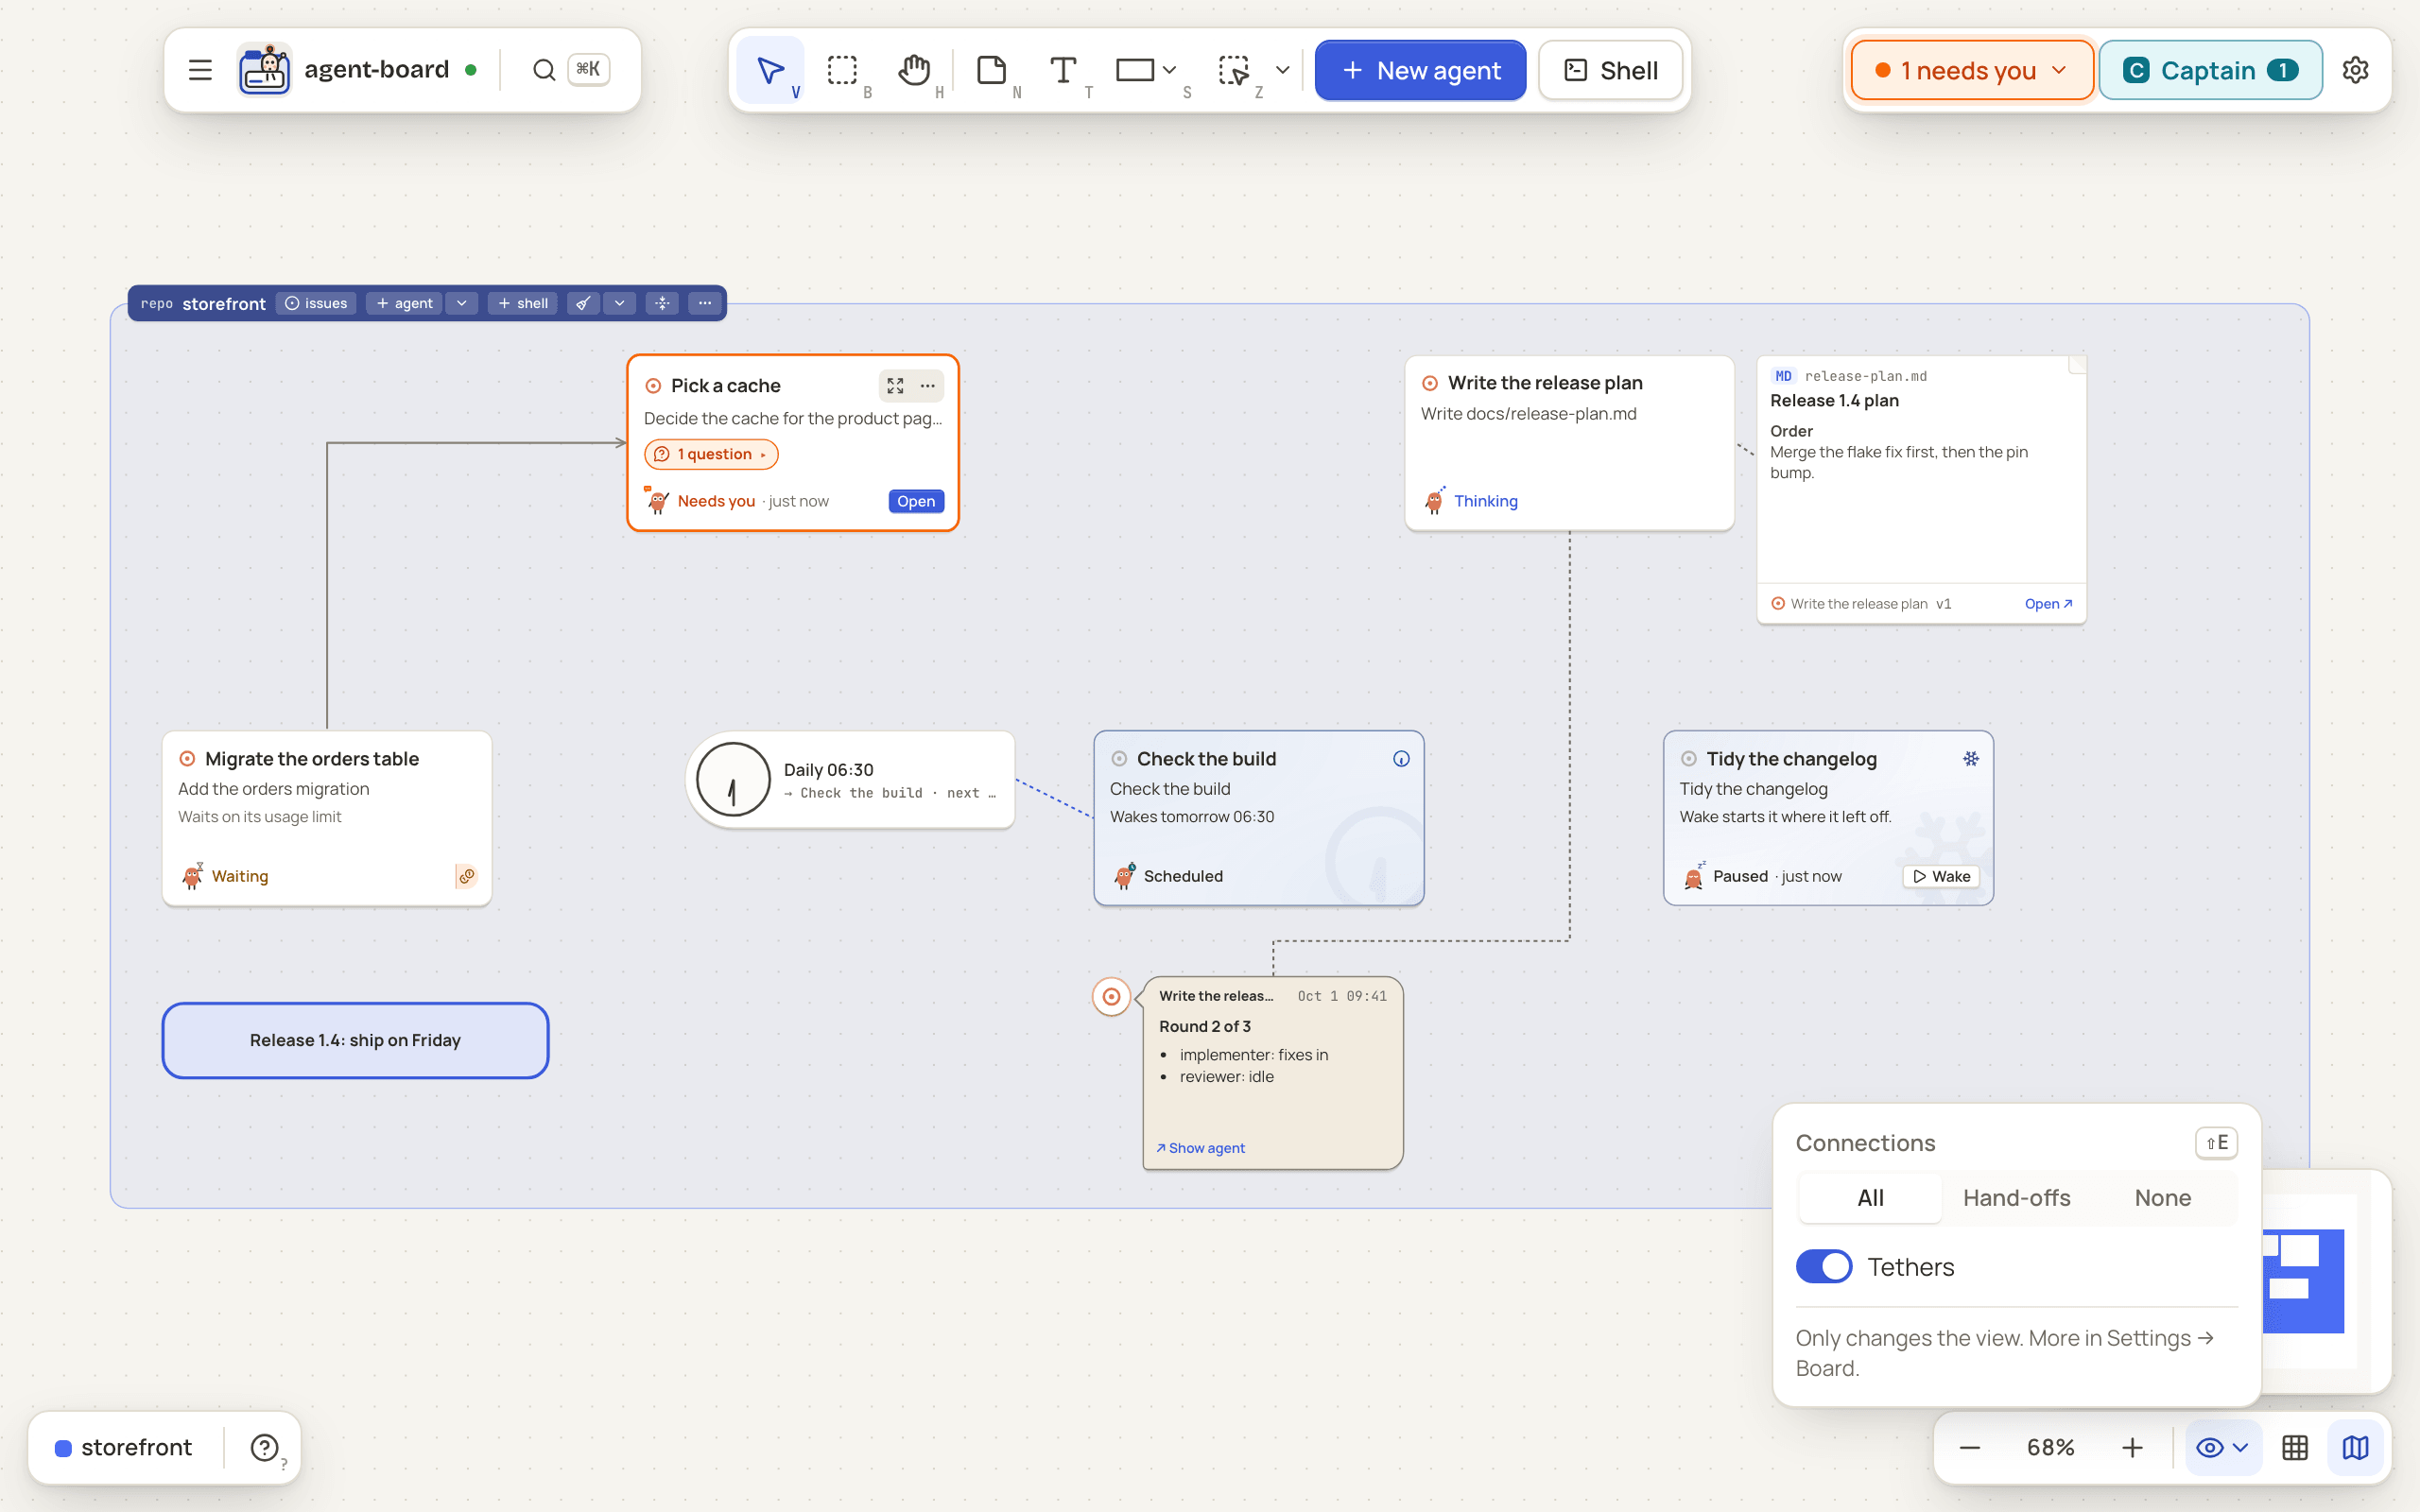 agent-board
⌘K
V
B
H
N
T
S
Z
+ New agent
Shell
1 needs you
C Captain 1
repo storefront issues + agent + shell
Pick a cache
Decide the cache for the product pag…
1 question
Needs you · just now
Open
Write the release plan
Write docs/release-plan.md
Thinking
MD release-plan.md
Release 1.4 plan
Order
Merge the flake fix first, then the pin
bump.
Write the release plan v1
Open ↗
Migrate the orders table
Add the orders migration
Waits on its usage limit
Waiting
Daily 06:30
→ Check the build · next …
Check the build
Check the build
Wakes tomorrow 06:30
Scheduled
Tidy the changelog
Tidy the changelog
Wake starts it where it left off.
Paused · just now
Wake
Release 1.4: ship on Friday
Write the releas… Oct 1 09:41
Round 2 of 3
• implementer: fixes in
• reviewer: idle
↗ Show agent
Connections
⇧E
All
Hand-offs
None
Tethers
Only changes the view. More in Settings →
Board.
storefront
?
68%